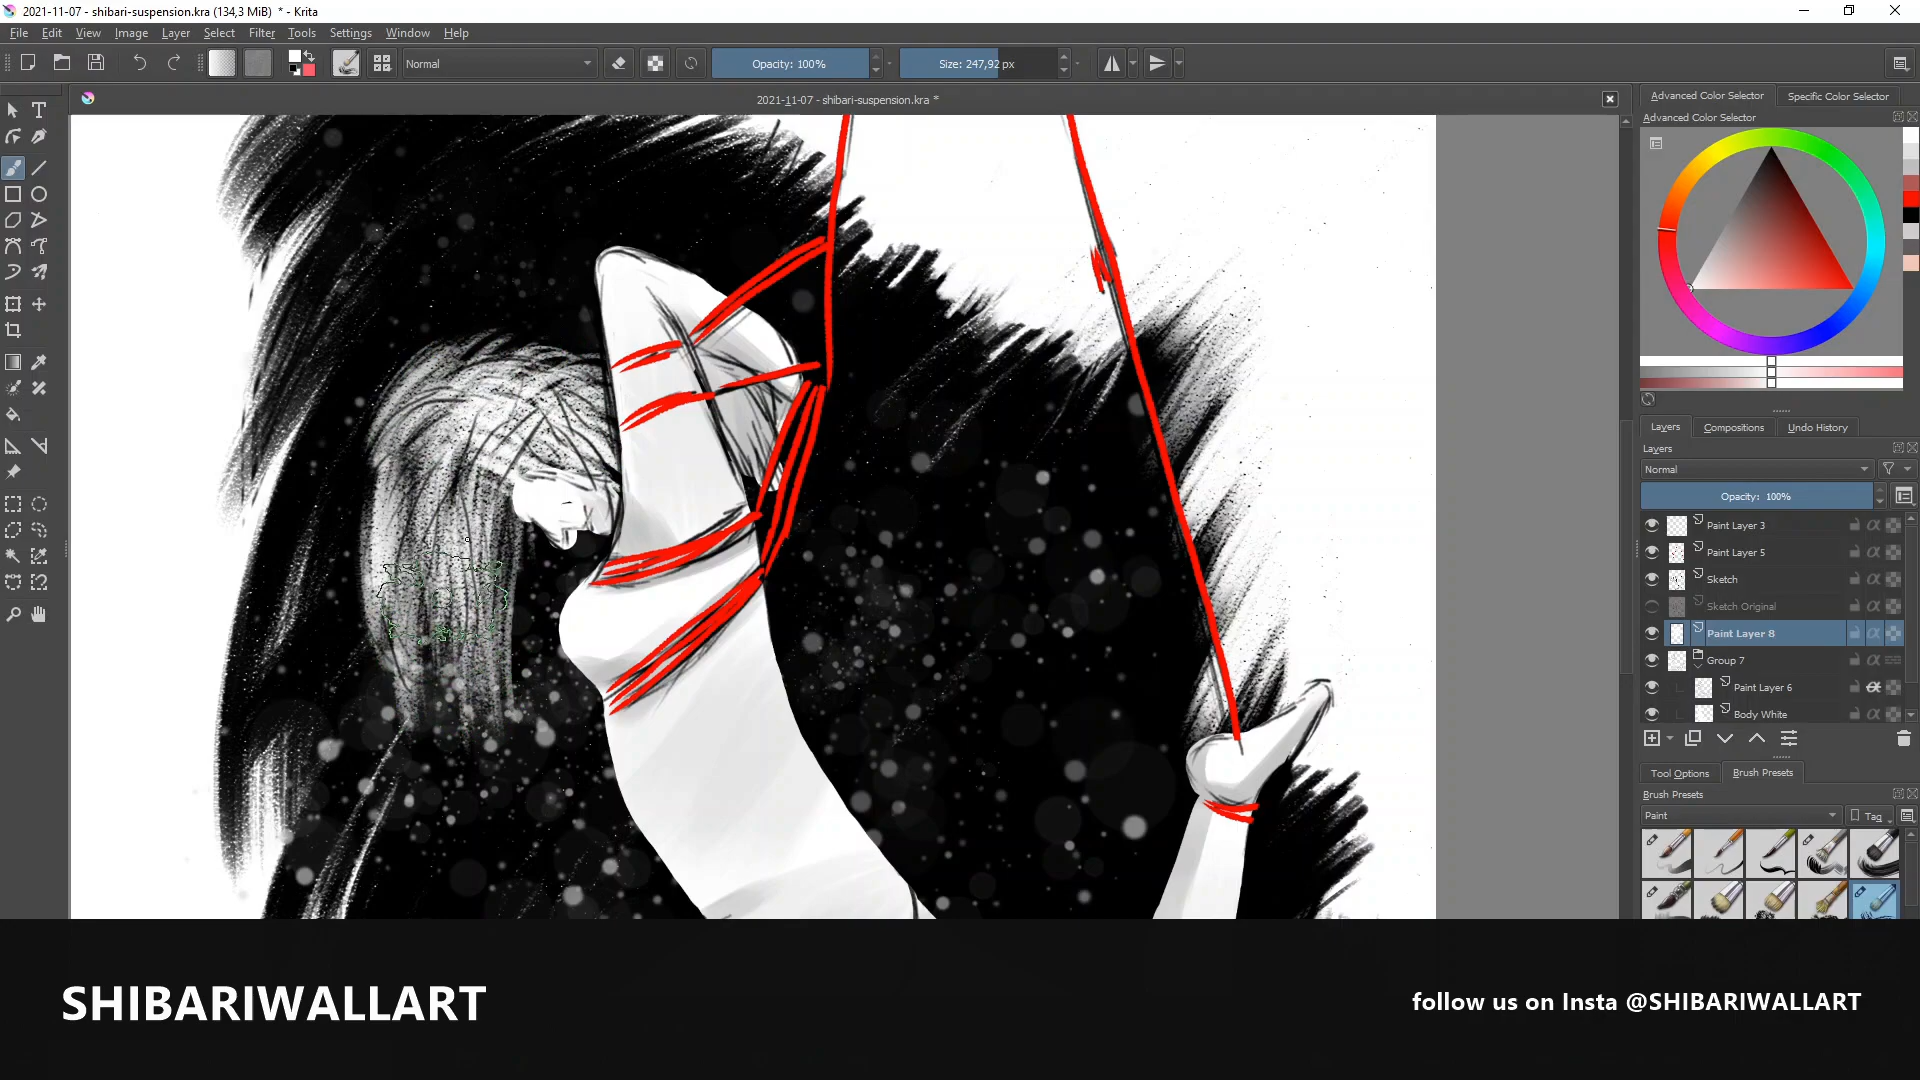 2021-11-07 - shibari-suspension.kra (134,3 MiB) * - Krita
File Edit View Image Layer Select Filter Tools Settings Window Help
Normal Opacity: 100% Size: 247,92 px
2021-11-07 - shibari-suspension.kra *
Advanced Color Selector Specific Color Selector
Advanced Color Selector
Layers Compositions Undo History
Layers
Normal
Opacity: 100%
Paint Layer 3
Paint Layer 5
Sketch
Sketch Original
Paint Layer 8
Group 7
Paint Layer 6
Body White
Tool Options Brush Presets
Brush Presets
Paint Tag
SHIBARIWALLART
follow us on Insta @SHIBARIWALLART